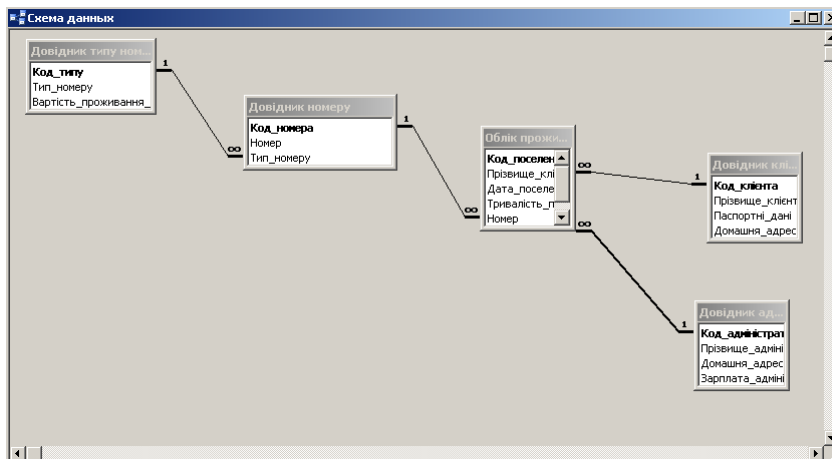 Схема данных
Довідник типу ном...
Код_типу
Тип_номеру
Вартість_проживання_
1
∞
Довідник номеру
Код_номера
Номер
Тип_номеру
1
∞
Облік прожи...
Код_поселен
Прізвище_клі
Дата_поселе
Тривалість_п
Номер
∞
∞
1
Довідник клі...
Код_клієнта
Прізвище_клієнт
Паспортні_дані
Домашня_адрес
1
Довідник ад...
Код_адміністрат
Прізвище_адміні
Домашня_адрес
Зарплата_адміні